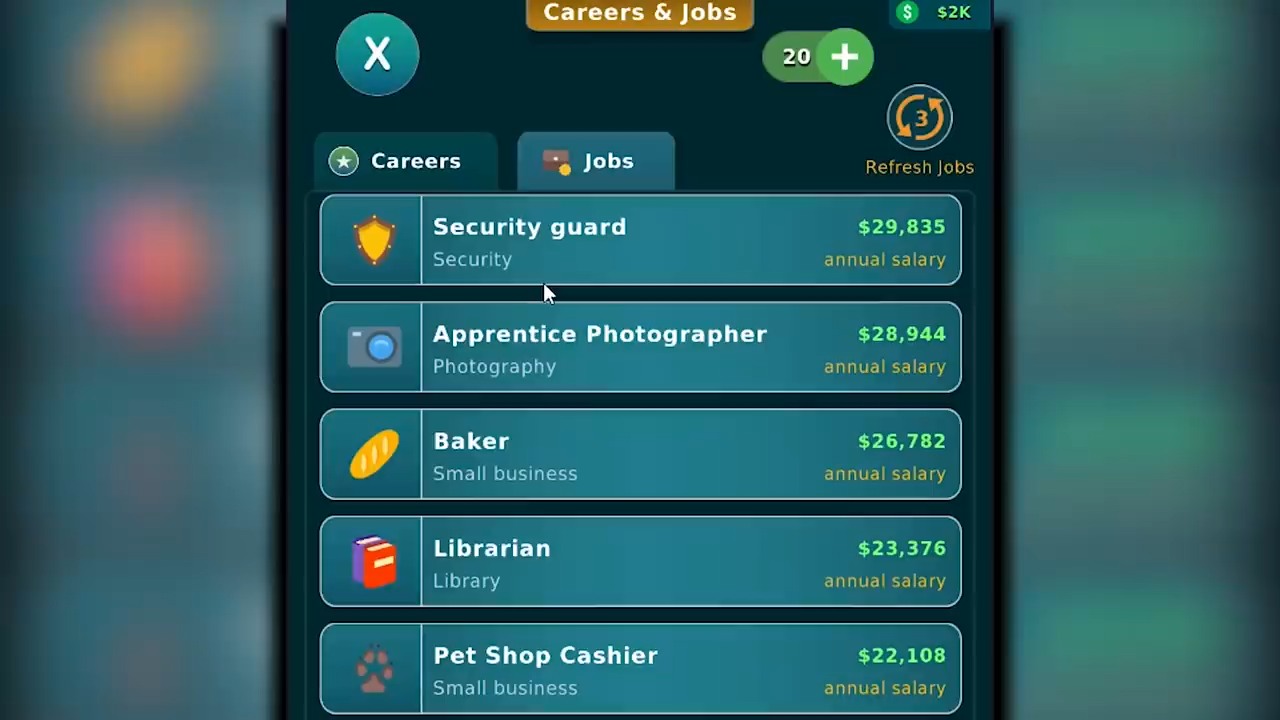 Careers & Jobs
$ $2K
X
20 +
3
Careers
Jobs
Refresh Jobs
Security guard
$29,835
Security
annual salary
Apprentice Photographer
$28,944
Photography
annual salary
Baker
$26,782
Small business
annual salary
Librarian
$23,376
Library
annual salary
Pet Shop Cashier
$22,108
Small business
annual salary